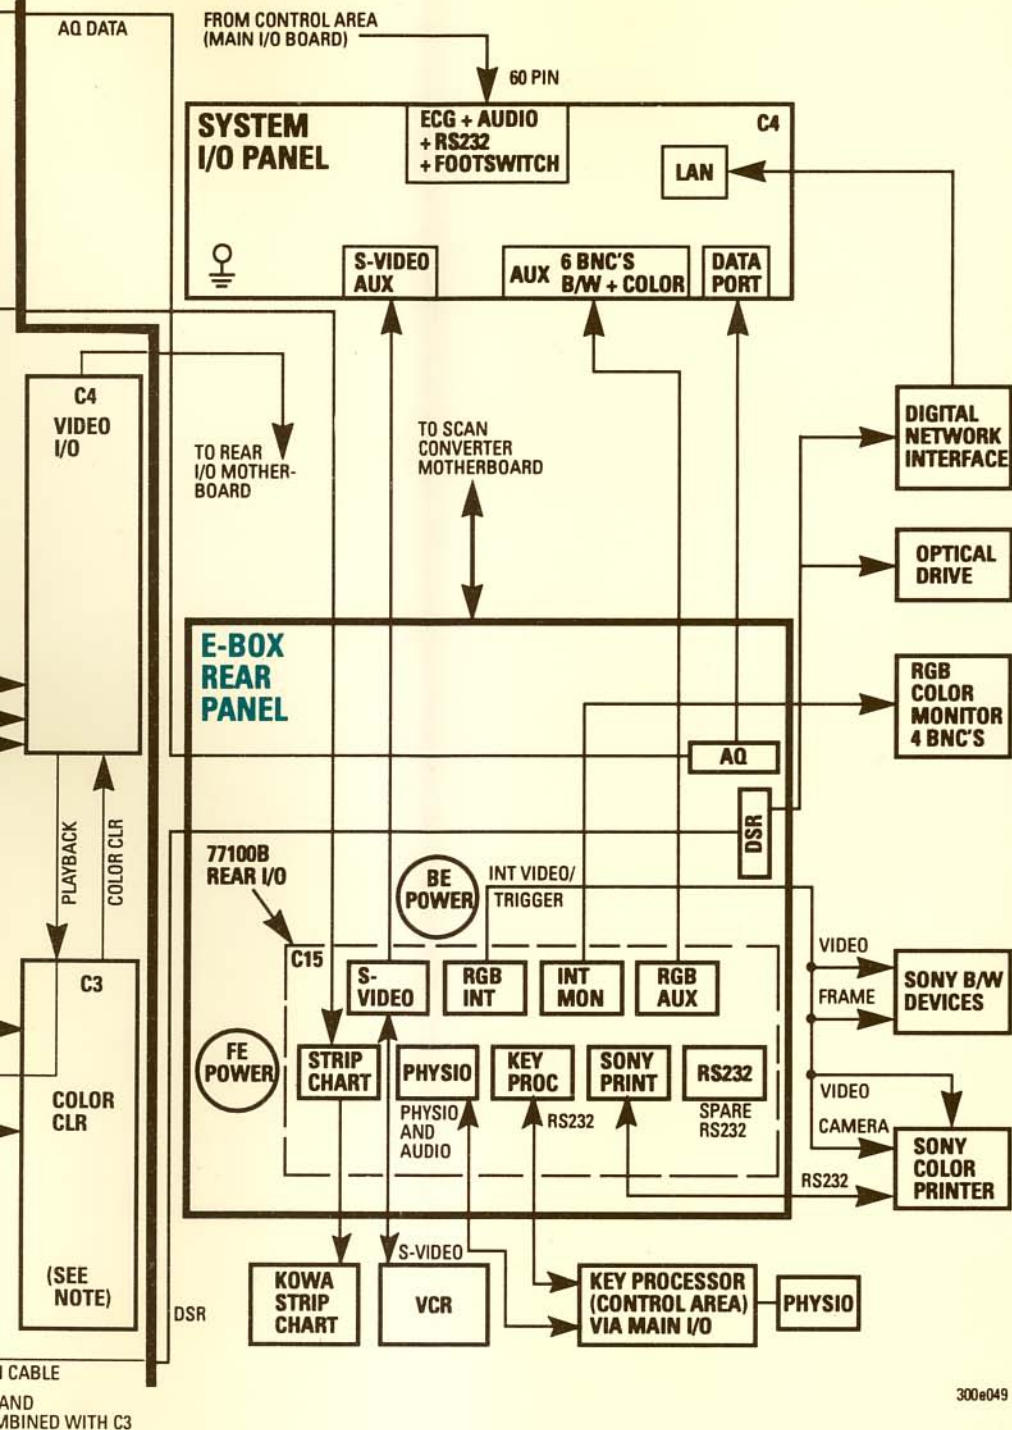 AQ DATA
FROM CONTROL AREA
(MAIN I/O BOARD)
60 PIN
SYSTEM
I/O PANEL
ECG + AUDIO
+ RS232
+ FOOTSWITCH
C4
LAN
S-VIDEO
AUX
AUX 6 BNC'S
B/W + COLOR
DATA
PORT
C4
VIDEO
I/O
TO REAR
I/O MOTHER-
BOARD
TO SCAN
CONVERTER
MOTHERBOARD
DIGITAL
NETWORK
INTERFACE
OPTICAL
DRIVE
RGB
COLOR
MONITOR
4 BNC'S
E-BOX
REAR
PANEL
AQ
DSR
PLAYBACK
COLOR CLR
77100B
REAR I/O
BE
POWER
INT VIDEO/
TRIGGER
C15
S-
VIDEO
RGB
INT
INT
MON
RGB
AUX
VIDEO
FRAME
SONY B/W
DEVICES
C3
COLOR
CLR
(SEE
NOTE)
FE
POWER
STRIP
CHART
PHYSIO
KEY
PROC
SONY
PRINT
RS232
PHYSIO
AND
AUDIO
RS232
SPARE
RS232
VIDEO
CAMERA
RS232
SONY
COLOR
PRINTER
S-VIDEO
KOWA
STRIP
CHART
VCR
KEY PROCESSOR
(CONTROL AREA)
VIA MAIN I/O
PHYSIO
DSR
CABLE
AND
MBINED WITH C3
300e049